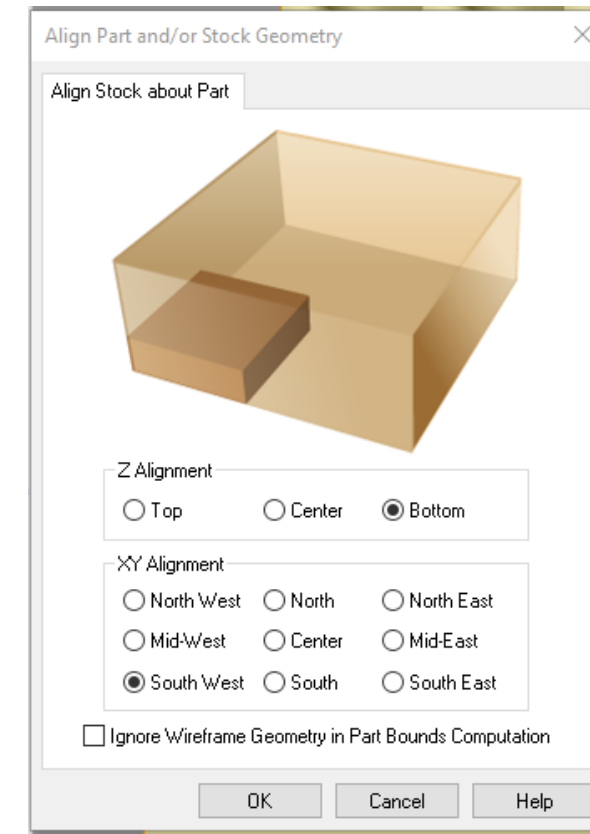 Align Part and/or Stock Geometry
Align Stock about Part
Z Alignment
Top Center Bottom
XY Alignment
North West North North East
Mid-West Center Mid-East
South West South South East
Ignore Wireframe Geometry in Part Bounds Computation
OK Cancel Help